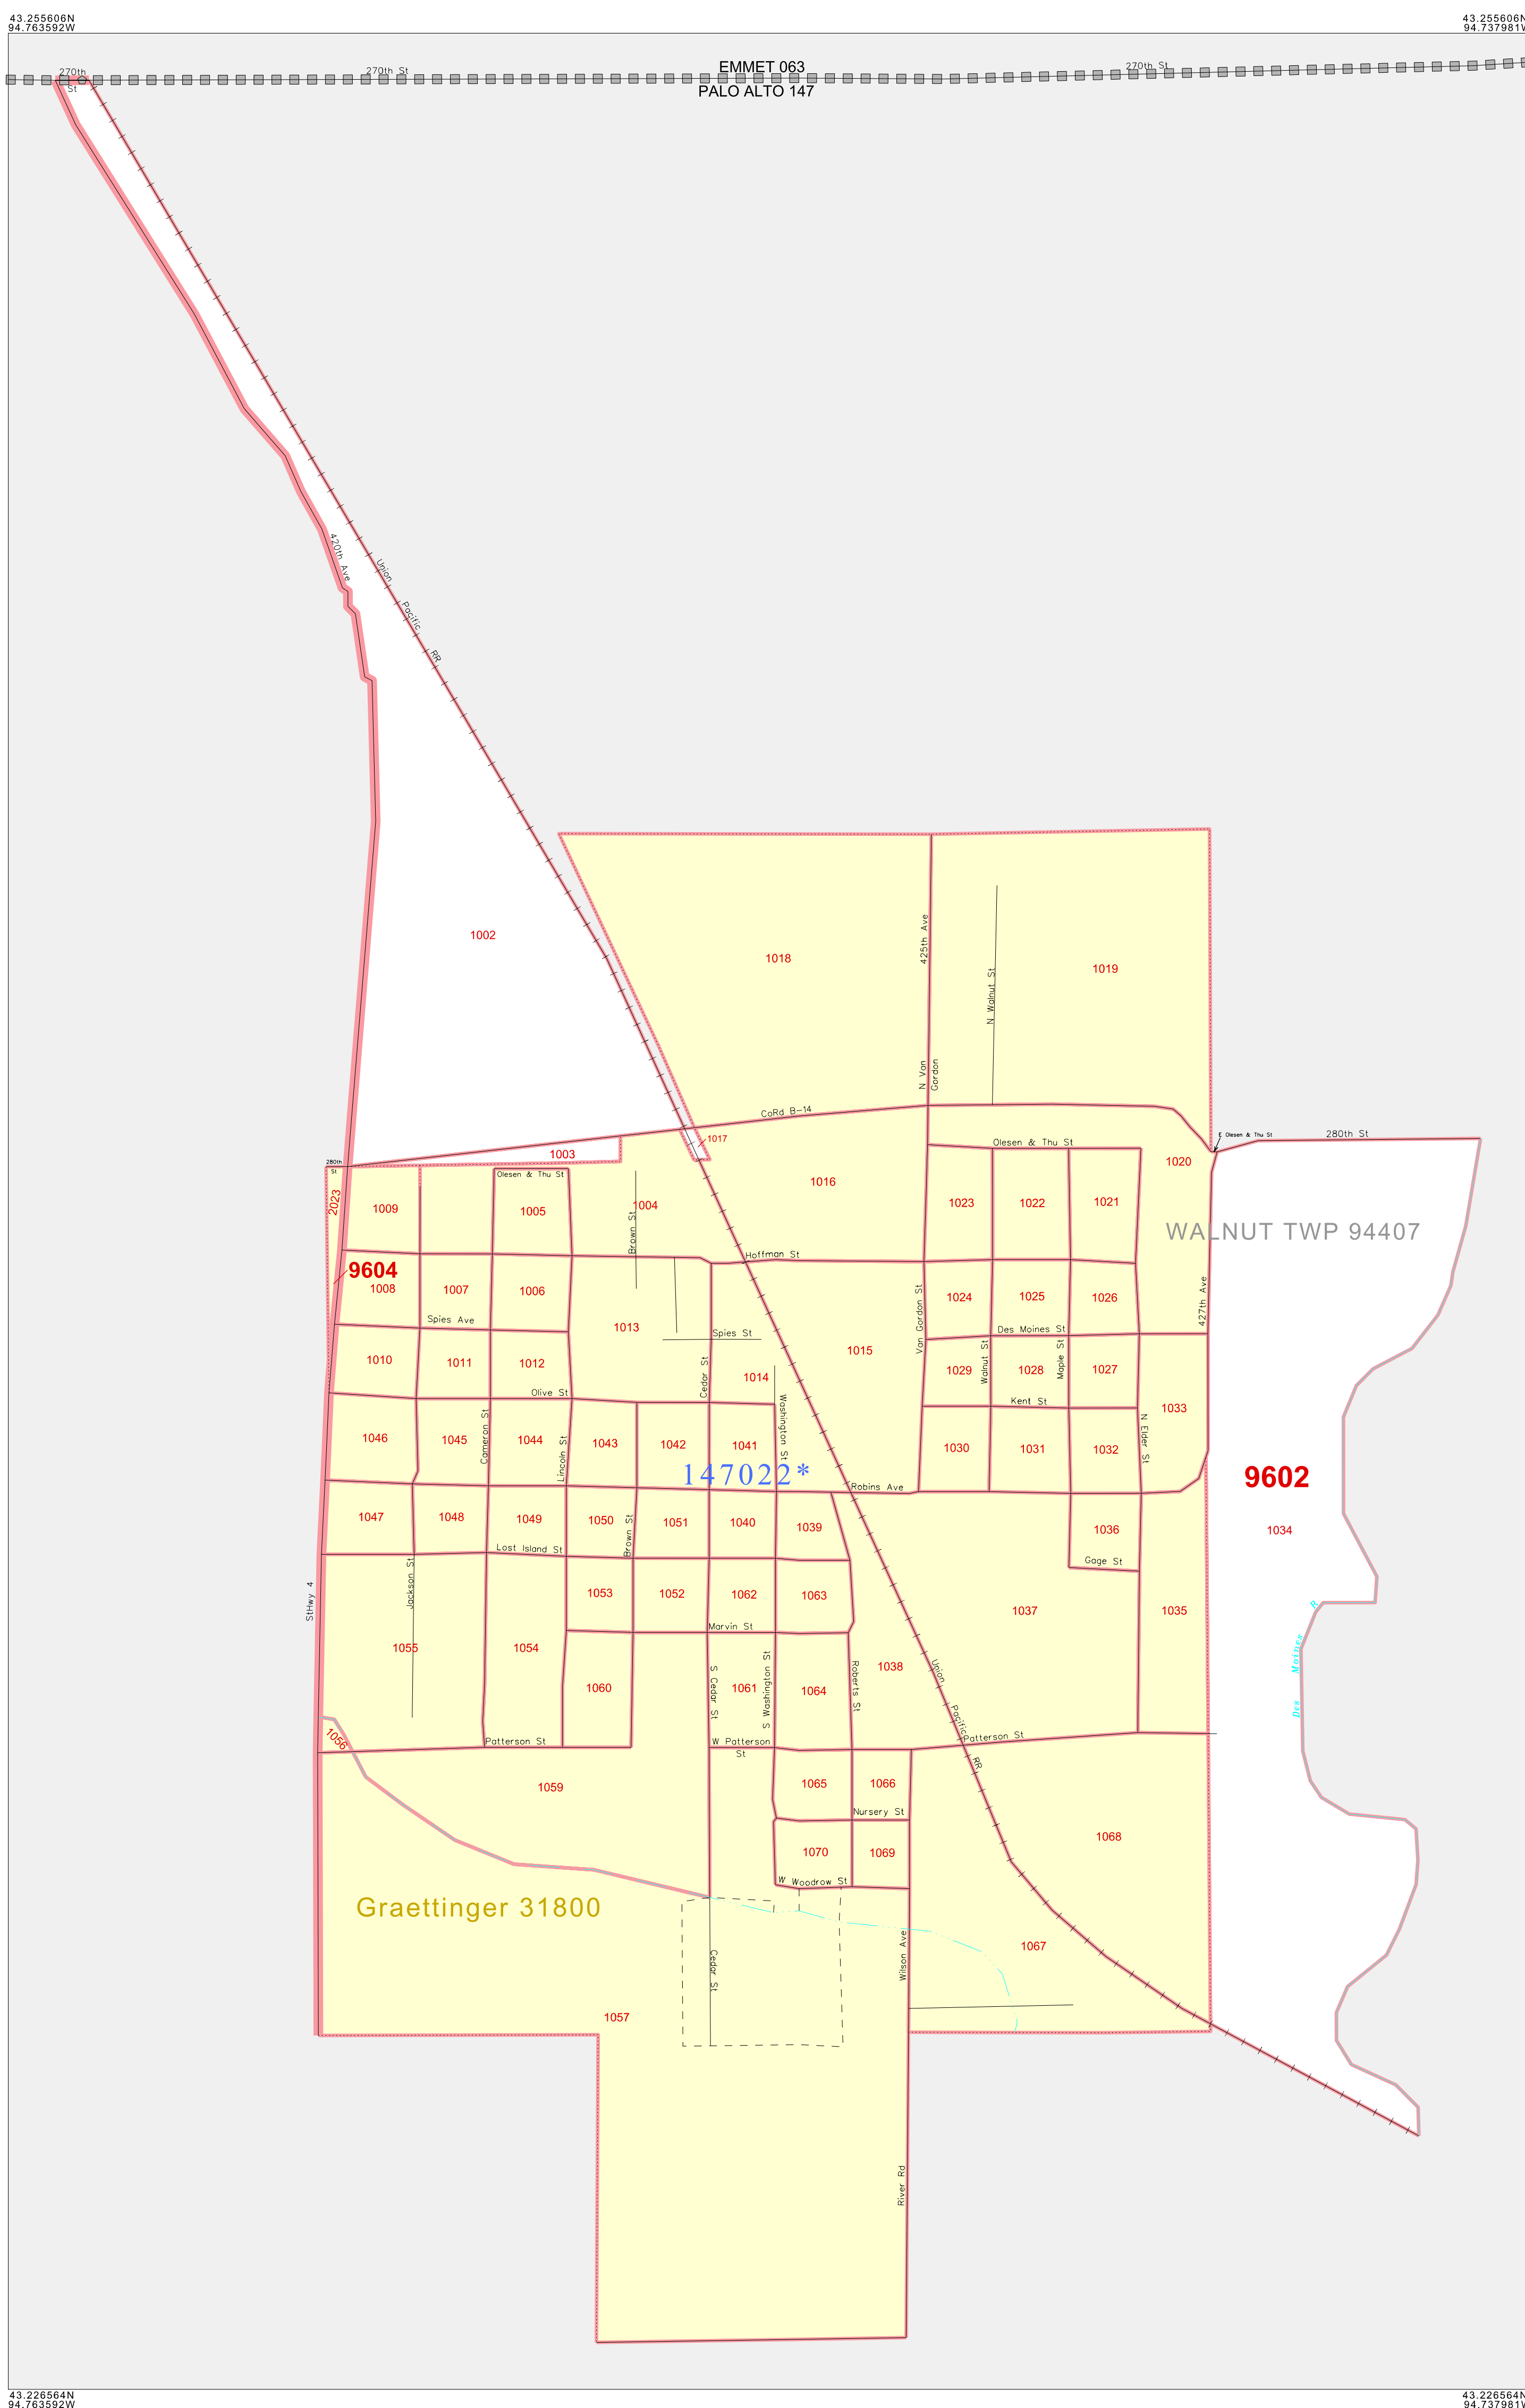 43.255606N
94.763592W
43.255606N
94.737981W
270th
St
270th St
EMMET 063
PALO ALTO 147
270th St
420th Ave
Union
Pacific
RR
1002
1018
425th Ave
1019
N Walnut St
N Van
Gordon
CoRd B-14
1017
E Olesen & Thu St
280th St
1003
280th
St
Olesen & Thu St
1020
Olesen & Thu St
2023
1009
1005
1004
1016
1023
1022
1021
Brown St
WALNUT TWP 94407
Hoffman St
9604
1008
1007
1006
1024
1025
1026
427th Ave
Spies Ave
1013
Spies St
Van Gordon St
Des Moines St
1010
1011
1012
Cedar St
1014
1015
1029
Walnut St
1028
Maple St
1027
Olive St
Kent St
1033
1046
1045
Cameron St
1044
Lincoln St
1043
1042
1041
Washington St
1030
1031
1032
N Elder St
147022*
9602
Robins Ave
1047
1048
1049
1050
Brown St
1051
1040
1039
1036
1034
Lost Island St
Gage St
StHwy 4
Jackson St
1053
1052
1062
1063
1037
1035
Marvin St
Des Moines R
1055
1054
1060
S Cedar St
1061
S Washington St
1064
Roberts St
1038
Union
Pacific
RR
1056
Patterson St
W Patterson
St
Patterson St
1059
1065
1066
Nursery St
1068
1070
1069
W Woodrow St
Graettinger 31800
Cedar St
Wilson Ave
1067
1057
River Rd
43.226564N
94.763592W
43.226564N
94.737981W